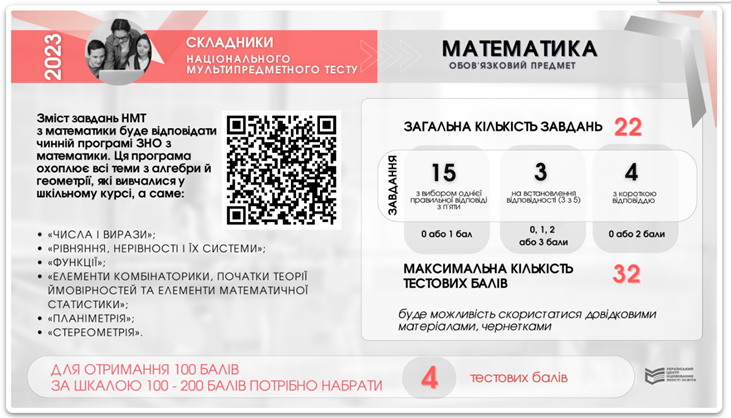 2023
СКЛАДНИКИ
НАЦІОНАЛЬНОГО
МУЛЬТИПРЕДМЕТНОГО ТЕСТУ
МАТЕМАТИКА
ОБОВ'ЯЗКОВИЙ ПРЕДМЕТ
Зміст завдань НМТ
з математики буде відповідати
чинній програмі ЗНО з
математики. Ця програма
охоплює всі теми з алгебри й
геометрії, які вивчалися у
шкільному курсі, а саме:
• «ЧИСЛА І ВИРАЗИ»;
• «РІВНЯННЯ, НЕРІВНОСТІ І ЇХ СИСТЕМИ»;
• «ФУНКЦІЇ»;
• «ЕЛЕМЕНТИ КОМБІНАТОРИКИ, ПОЧАТКИ ТЕОРІЇ
ЙМОВІРНОСТЕЙ ТА ЕЛЕМЕНТИ МАТЕМАТИЧНОЇ
СТАТИСТИКИ»;
• «ПЛАНІМЕТРІЯ»;
• «СТЕРЕОМЕТРІЯ».
ЗАГАЛЬНА КІЛЬКІСТЬ ЗАВДАНЬ 22
ЗАВДАННЯ
15
з вибором однієї
правильної відповіді
з п'яти
0 або 1 бал
3
на встановлення
відповідності (3 з 5)
0, 1, 2
або 3 бали
4
з короткою
відповіддю
0 або 2 бали
МАКСИМАЛЬНА КІЛЬКІСТЬ
ТЕСТОВИХ БАЛІВ
32
буде можливість скористатися довідковими
матеріалами, чернетками
ДЛЯ ОТРИМАННЯ 100 БАЛІВ
ЗА ШКАЛОЮ 100 - 200 БАЛІВ ПОТРІБНО НАБРАТИ
4 тестових балів
УКРАЇНСЬКИЙ
ЦЕНТР
ОЦІНЮВАННЯ
ЯКОСТІ ОСВІТИ